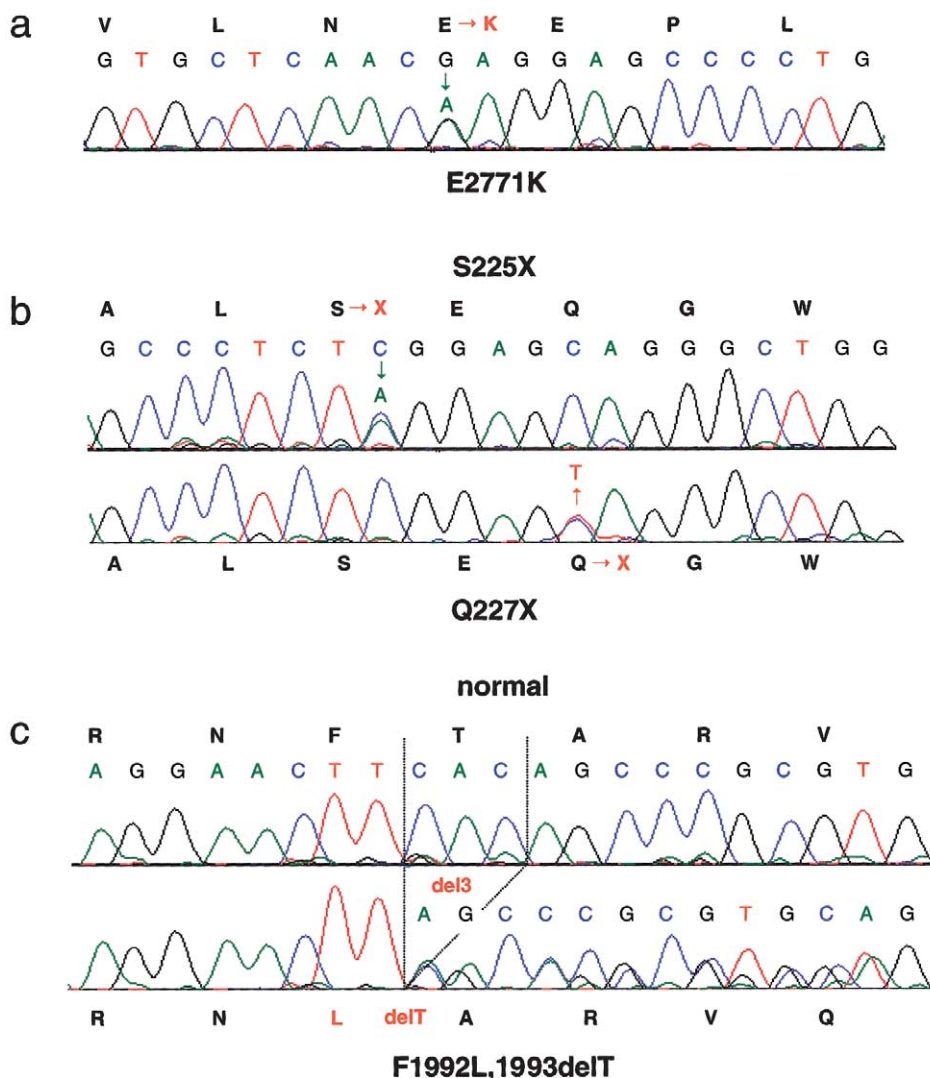 a
V L N E → K E P L
G T G C T C A A C G A G G A G C C C C T G
↓
A
E2771K
S225X
b
A L S → X E Q G W
G C C C T C T C G G A G C A G G G C T G G
↓
A
T
↑
A L S E Q → X G W
Q227X
normal
c
R N F T A R V
A G G A A C T T C A C A G C C C G C G T G
del3
A G C C C G C G T G C A G
R N L delT A R V Q
F1992L,1993delT